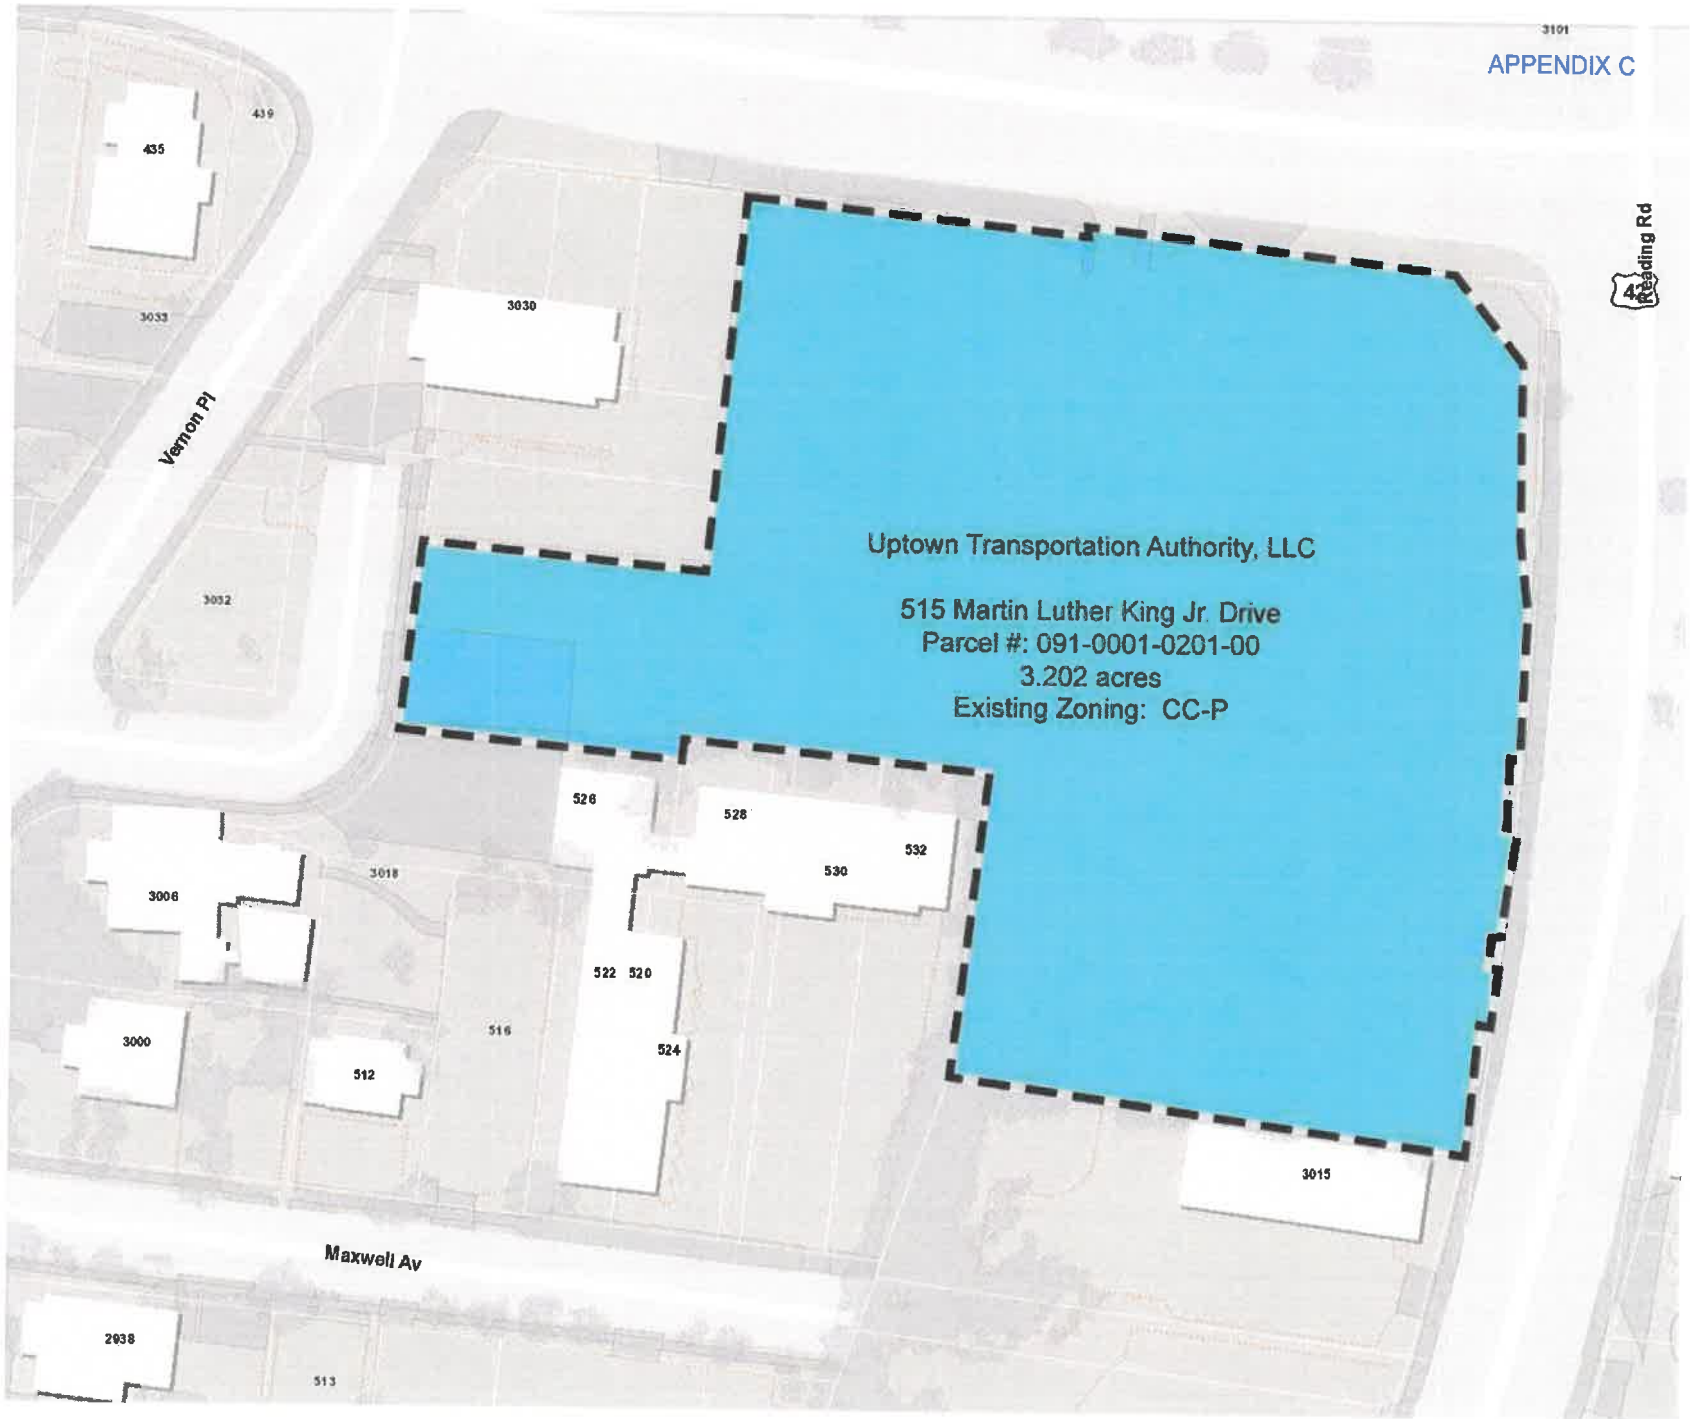 3101
APPENDIX C
439
435
Reading Rd
3030
3033
Vernon Pl
Uptown Transportation Authority, LLC
3032
515 Martin Luther King Jr. Drive
Parcel #: 091-0001-0201-00
3.202 acres
Existing Zoning: CC-P
526
528
532
530
3018
3006
522 520
516
3000
524
512
3015
Maxwell Av
2938
513